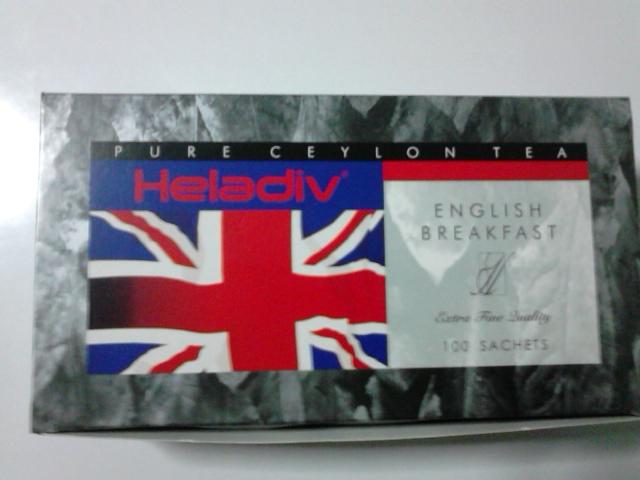 PURE CEYLON TEA
Heladiv®
ENGLISH
BREAKFAST
H
Extra Fine Quality
100 SACHETS